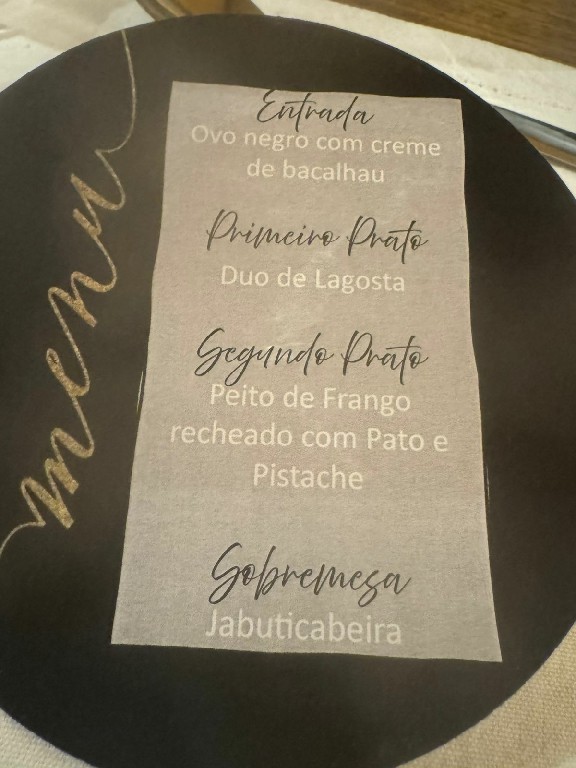 menu
Entrada
Ovo negro com creme
de bacalhau
Primeiro Prato
Duo de Lagosta
Segundo Prato
Peito de Frango
recheado com Pato e
Pistache
Sobremesa
Jabuticabeira